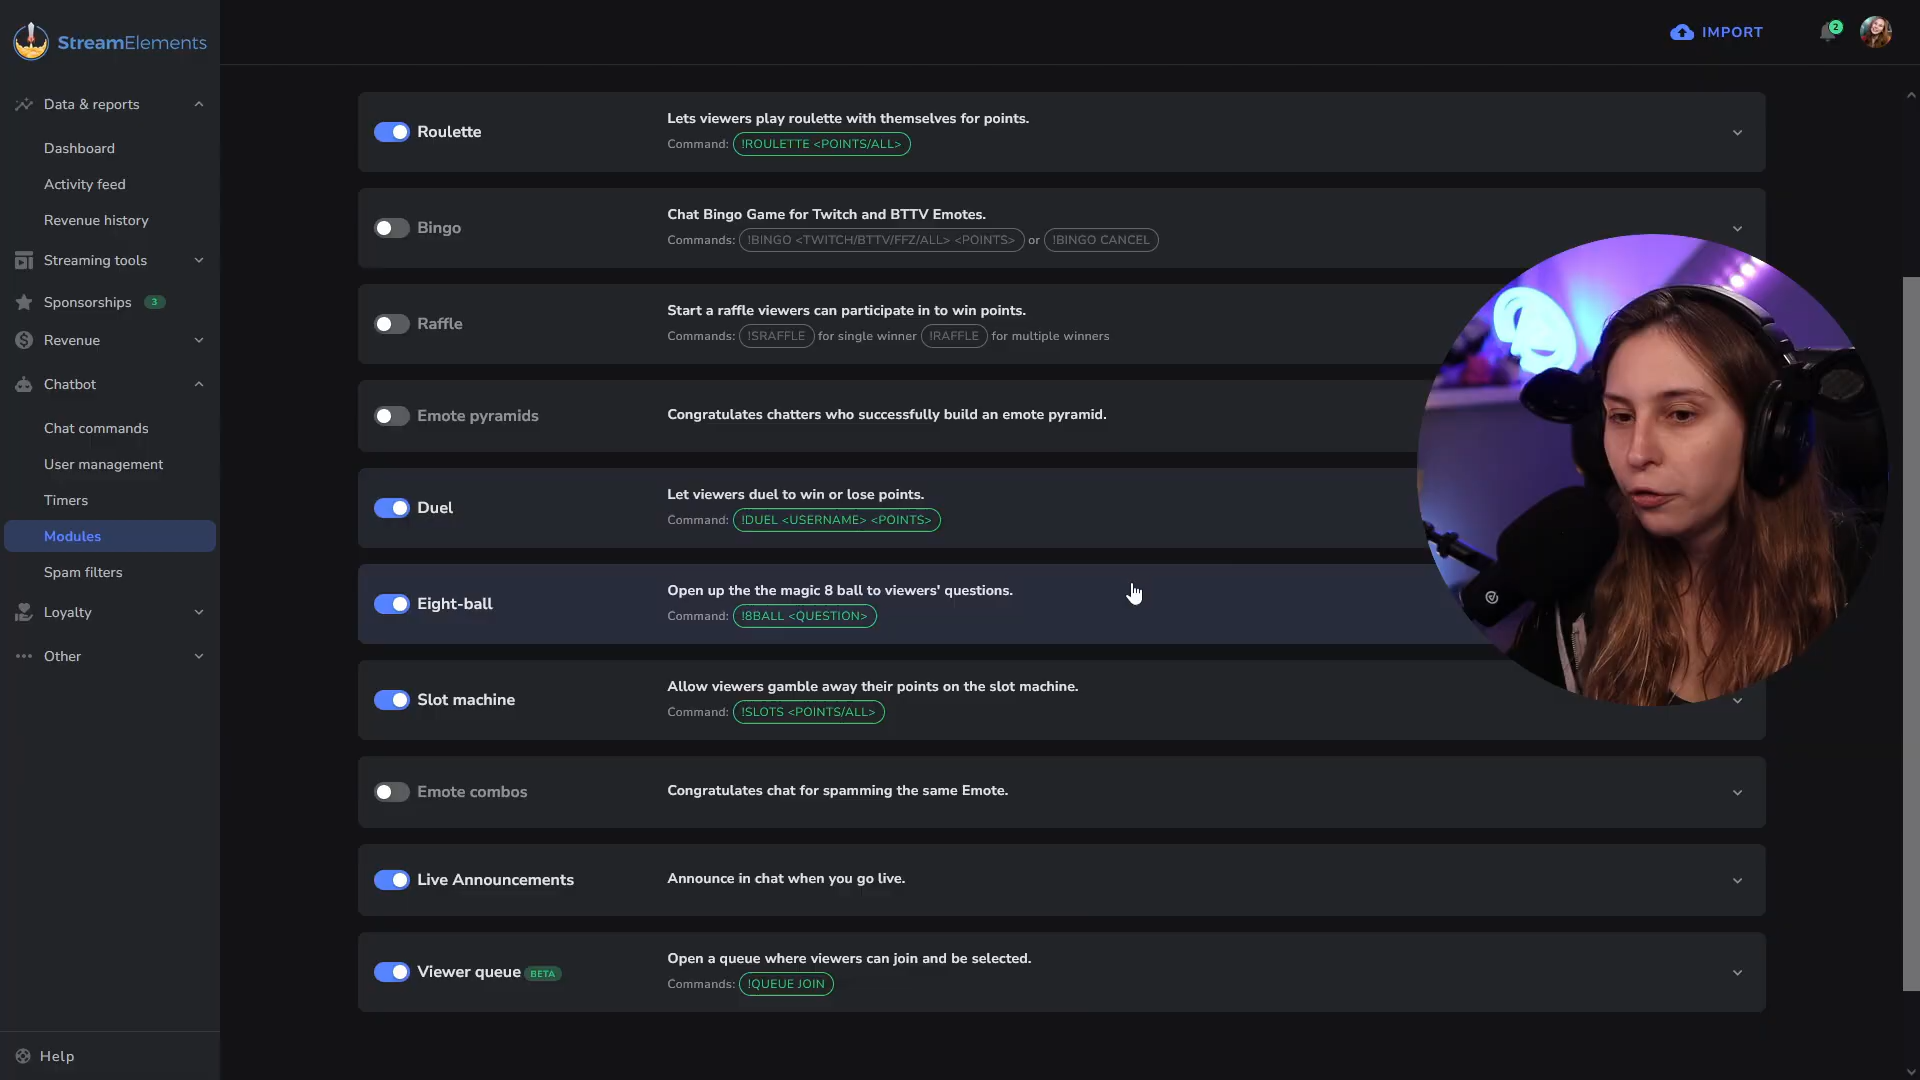 StreamElements
IMPORT
2
Data & reports
Dashboard
Activity feed
Revenue history
Streaming tools
Sponsorships 3
Revenue
Chatbot
Chat commands
User management
Timers
Modules
Spam filters
Loyalty
Other
Help
Roulette
Lets viewers play roulette with themselves for points.
Command: !ROULETTE <POINTS/ALL>
Bingo
Chat Bingo Game for Twitch and BTTV Emotes.
Commands: !BINGO <TWITCH/BTTV/FFZ/ALL> <POINTS> or !BINGO CANCEL
Raffle
Start a raffle viewers can participate in to win points.
Commands: !SRAFFLE for single winner !RAFFLE for multiple winners
Emote pyramids
Congratulates chatters who successfully build an emote pyramid.
Duel
Let viewers duel to win or lose points.
Command: !DUEL <USERNAME> <POINTS>
Eight-ball
Open up the the magic 8 ball to viewers' questions.
Command: !8BALL <QUESTION>
Slot machine
Allow viewers gamble away their points on the slot machine.
Command: !SLOTS <POINTS/ALL>
Emote combos
Congratulates chat for spamming the same Emote.
Live Announcements
Announce in chat when you go live.
Viewer queue BETA
Open a queue where viewers can join and be selected.
Commands: !QUEUE JOIN